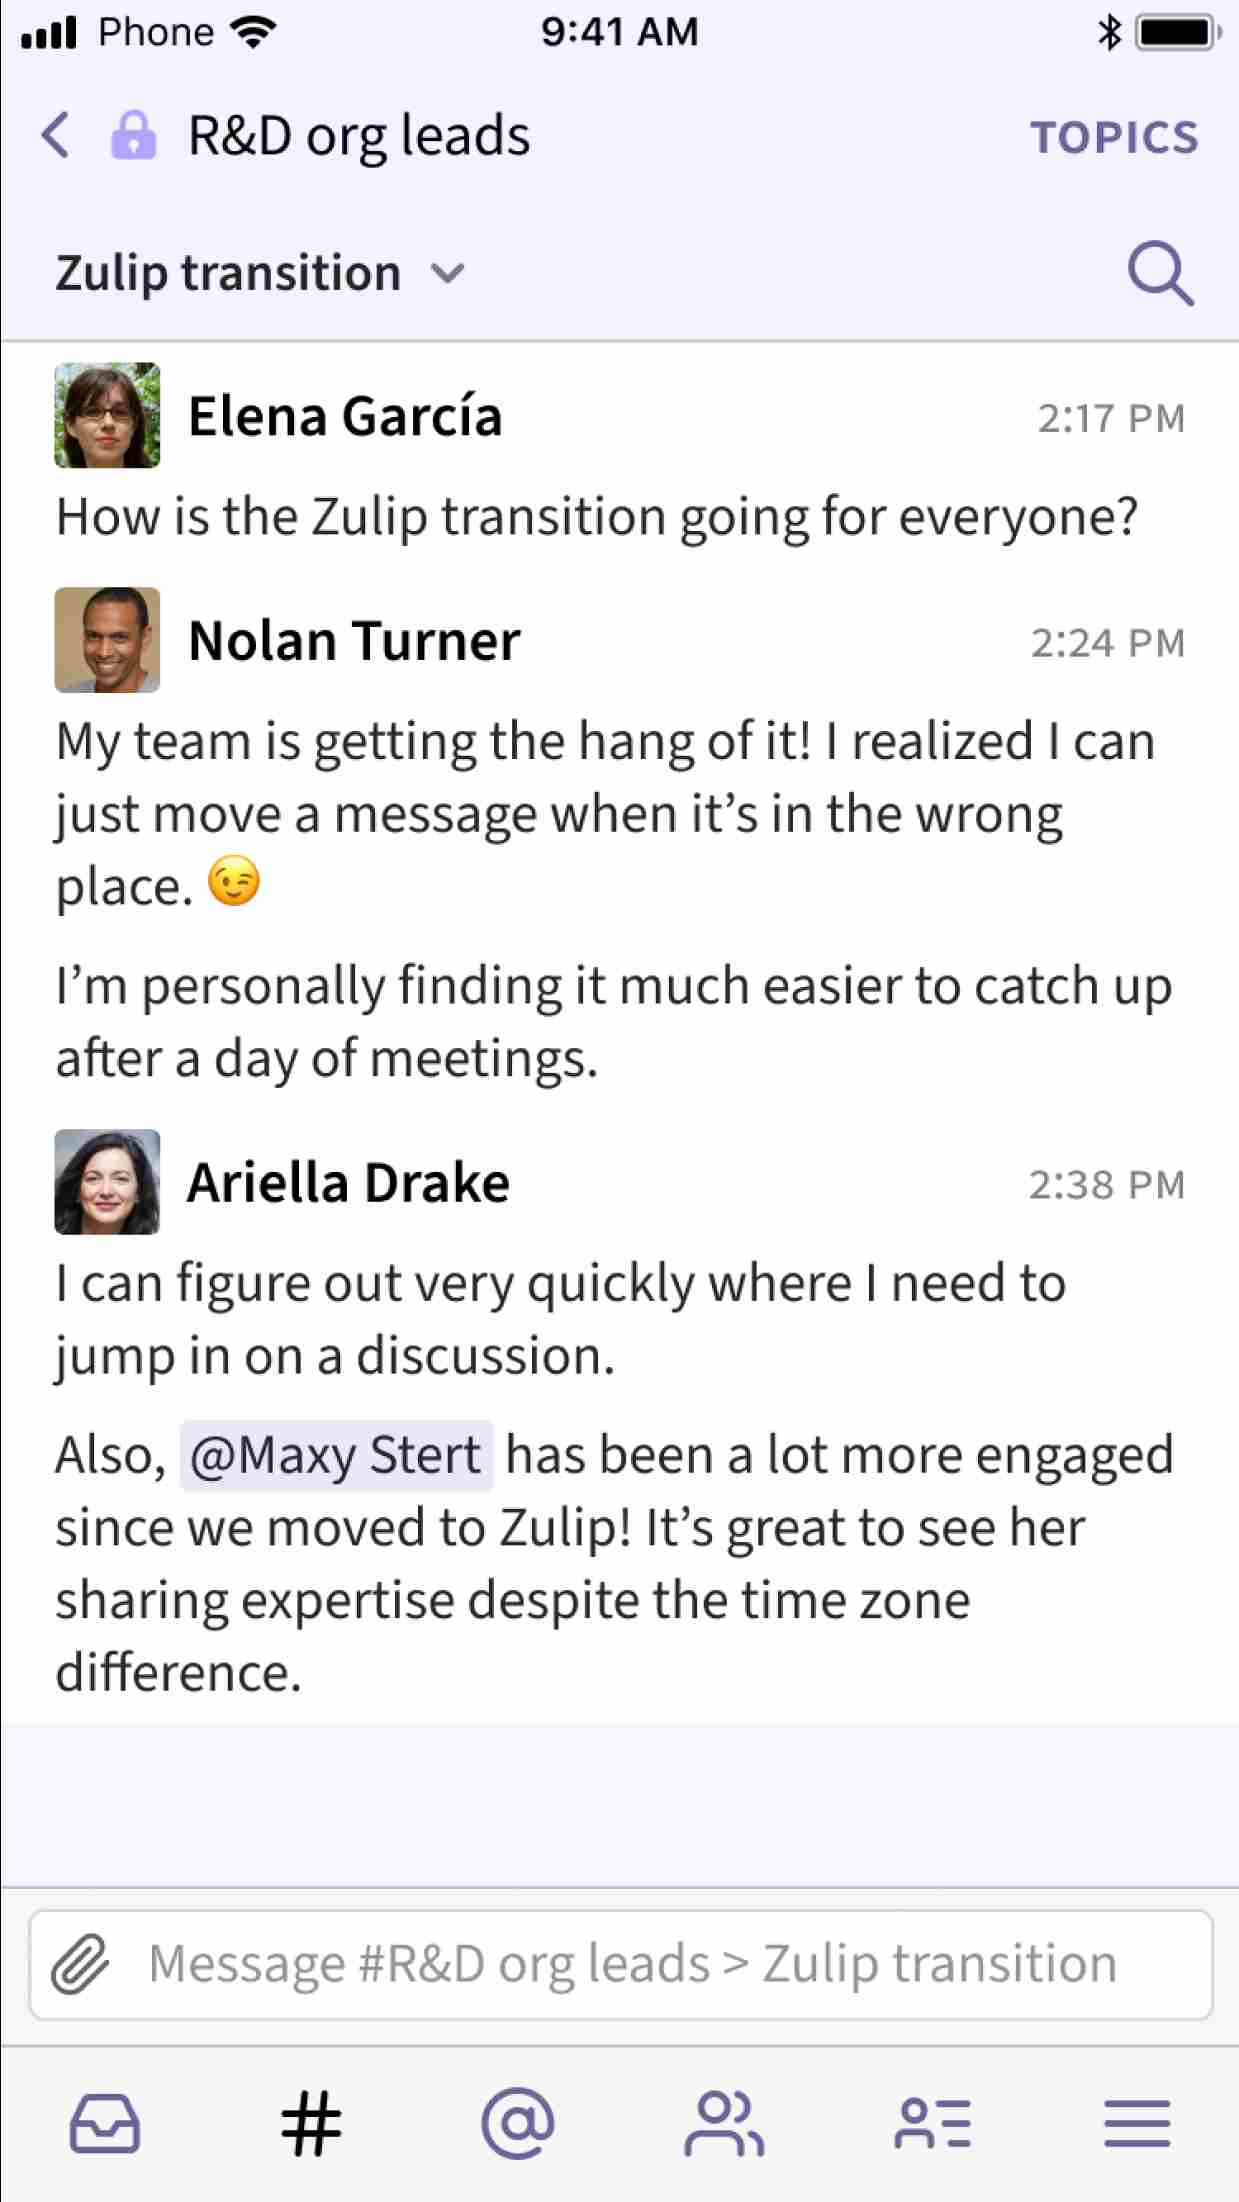 Phone 9:41 AM
R&D org leads TOPICS
Zulip transition
Elena García 2:17 PM
How is the Zulip transition going for everyone?
Nolan Turner 2:24 PM
My team is getting the hang of it! I realized I can
just move a message when it’s in the wrong
place. 😉
I’m personally finding it much easier to catch up
after a day of meetings.
Ariella Drake 2:38 PM
I can figure out very quickly where I need to
jump in on a discussion.
Also, @Maxy Stert has been a lot more engaged
since we moved to Zulip! It’s great to see her
sharing expertise despite the time zone
difference.
Message #R&D org leads > Zulip transition